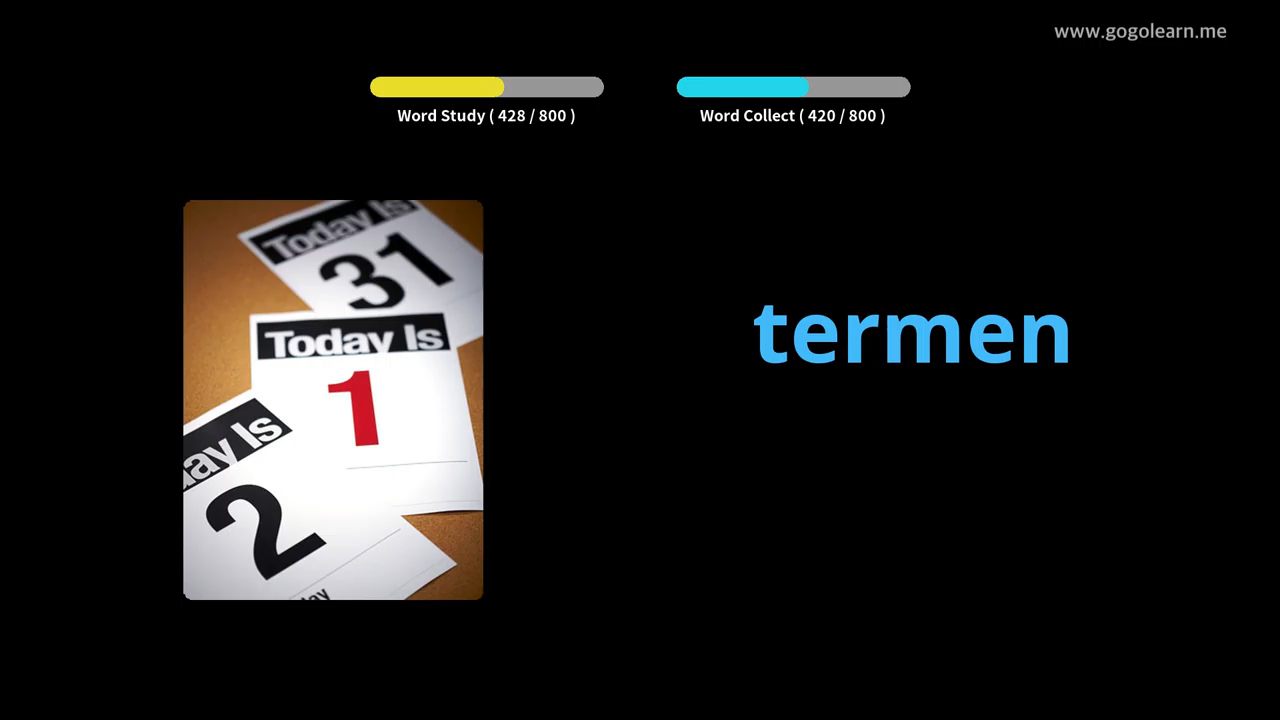 www.gogolearn.me
Word Study ( 428 / 800 )
Word Collect ( 420 / 800 )
Today Is
31
Today Is
1
termen
ay Is
2
ay